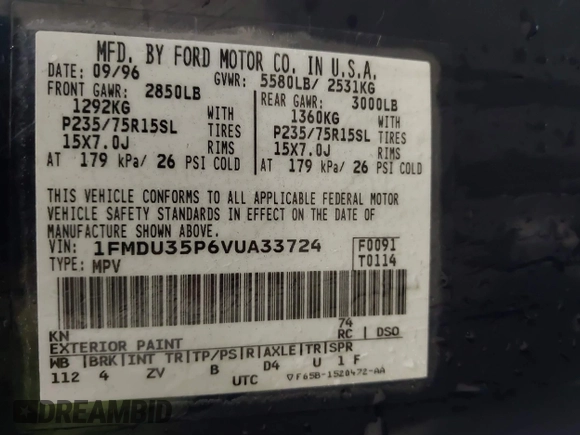 MFD. BY FORD MOTOR CO. IN U.S.A.
DATE: 09/96 GVWR: 5580LB/ 2531KG
FRONT GAWR: 2850LB REAR GAWR: 3000LB
1292KG WITH 1360KG WITH
P235/75R15SL TIRES P235/75R15SL TIRES
15X7.0J RIMS 15X7.0J RIMS
AT 179 kPa/ 26 PSI COLD AT 179 kPa/ 26 PSI COLD
THIS VEHICLE CONFORMS TO ALL APPLICABLE FEDERAL MOTOR
VEHICLE SAFETY STANDARDS IN EFFECT ON THE DATE OF
MANUFACTURE SHOWN ABOVE.
VIN: 1FMDU35P6VUA33724 F0091
TYPE: MPV T0114
KN 74
EXTERIOR PAINT RC DSO
WB BRK INT TR TP/PS R AXLE TR SPR
112 4 ZV B D4 U 1 F
UTC ▽F65B-1520472-AA
DREAMBID